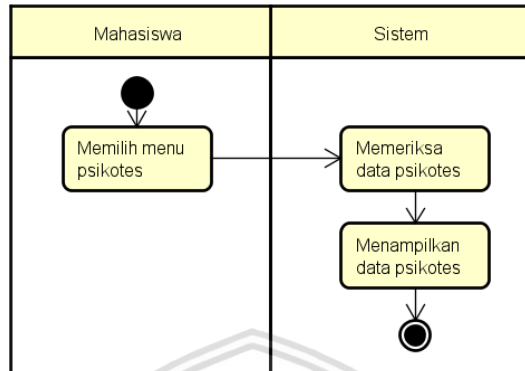 Mahasiswa
Sistem
Memilih menu
psikotes
Memeriksa
data psikotes
Menampilkan
data psikotes